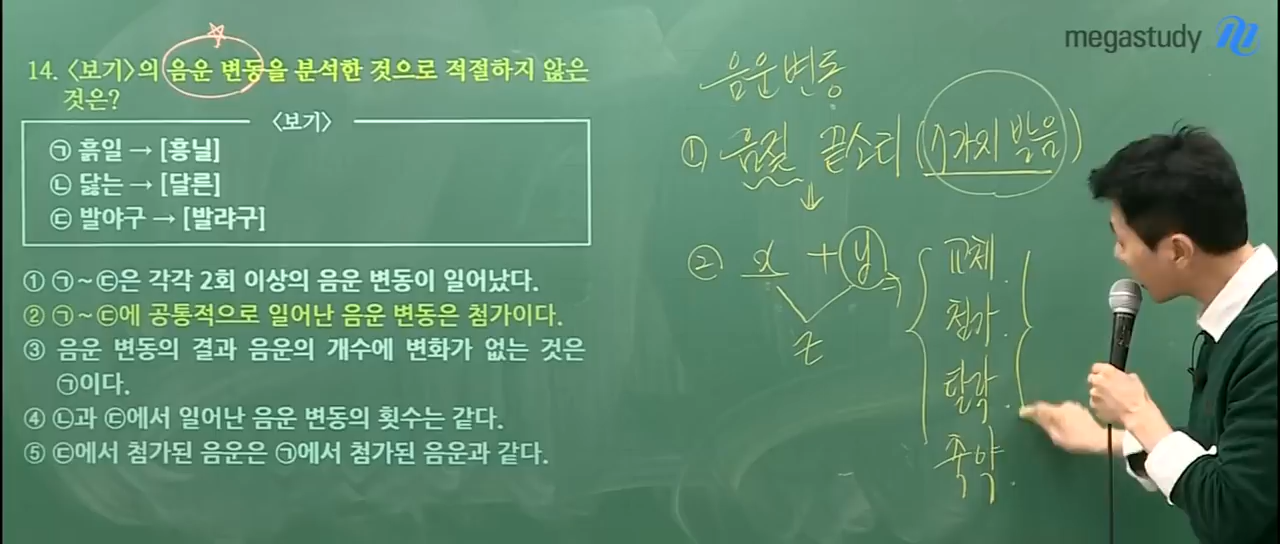 megastudy
14. <보기>의 음운 변동을 분석한 것으로 적절하지 않은
것은?
<보기>
㉠ 흙일 → [흥닐]
㉡ 닳는 → [달른]
㉢ 발야구 → [발랴구]
① ㉠~㉢은 각각 2회 이상의 음운 변동이 일어났다.
② ㉠~㉢에 공통적으로 일어난 음운 변동은 첨가이다.
③ 음운 변동의 결과 음운의 개수에 변화가 없는 것은
㉠이다.
④ ㉡과 ㉢에서 일어난 음운 변동의 횟수는 같다.
⑤ ㉢에서 첨가된 음운은 ㉠에서 첨가된 음운과 같다.
음운변동
① 음절 끝소리 (7가지 발음)
② x + y
z
교체.
첨가.
탈락.
축약.